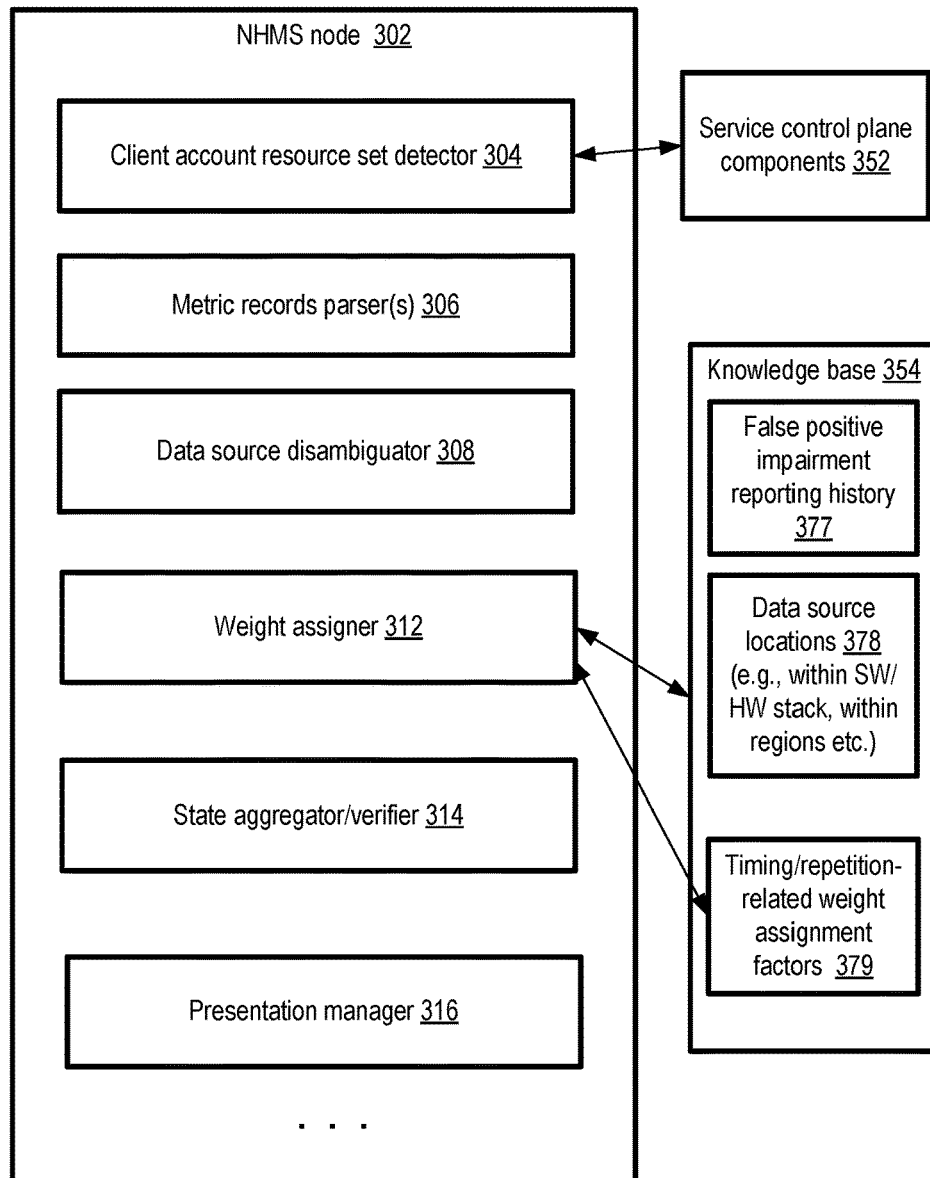 NHMS node 302
Client account resource set detector 304
Service control plane
components 352
Metric records parser(s) 306
Data source disambiguator 308
Weight assigner 312
State aggregator/verifier 314
Presentation manager 316
. . .
Knowledge base 354
False positive
impairment
reporting history
377
Data source
locations 378
(e.g., within SW/
HW stack, within
regions etc.)
Timing/repetition-
related weight
assignment
factors 379